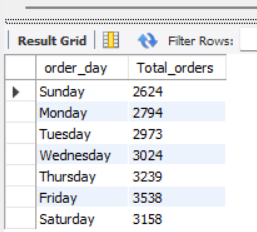 Result Grid Filter Rows:
order_day Total_orders
Sunday 2624
Monday 2794
Tuesday 2973
Wednesday 3024
Thursday 3239
Friday 3538
Saturday 3158